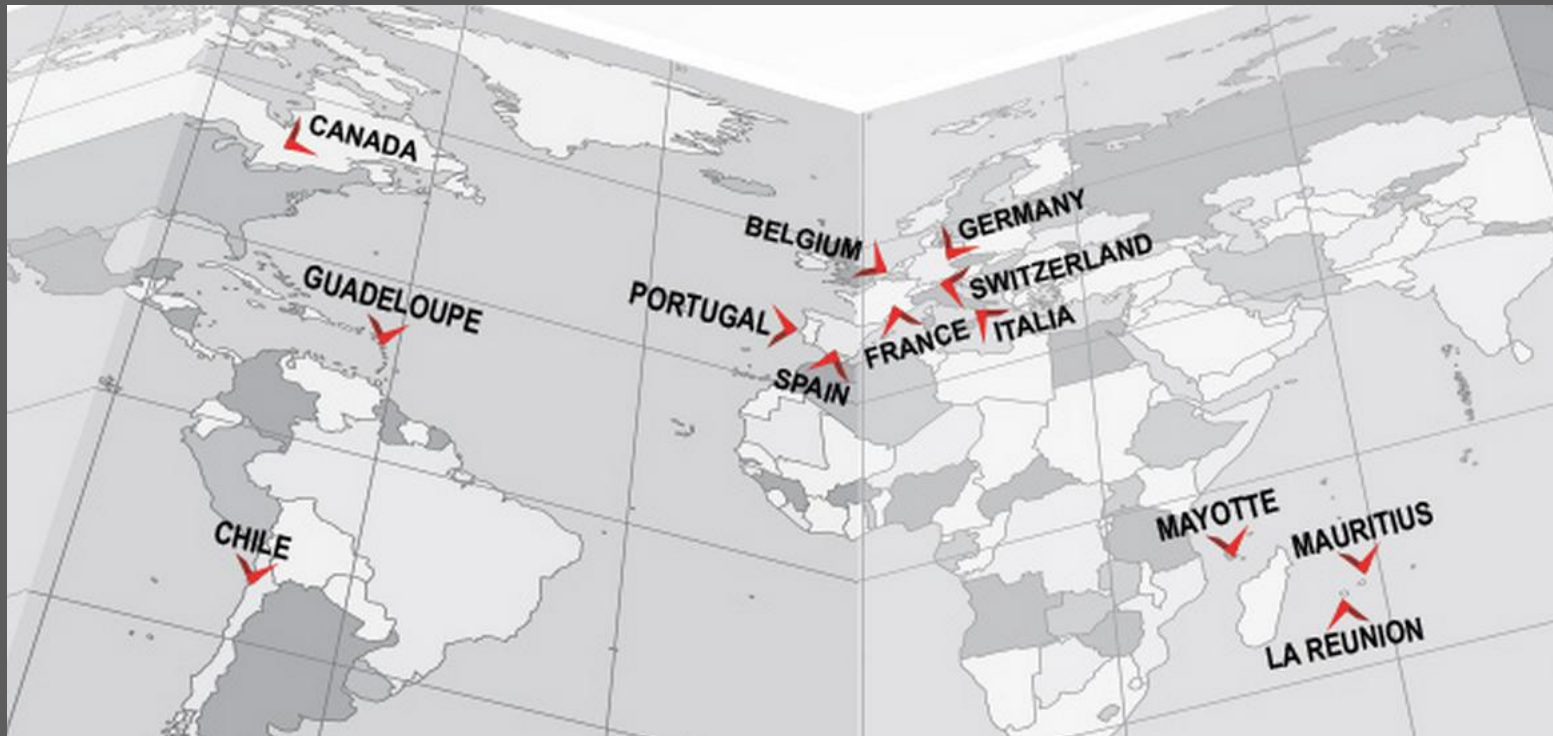 CANADA
BELGIUM
GERMANY
SWITZERLAND
GUADELOUPE
PORTUGAL
FRANCE
ITALIA
SPAIN
CHILE
MAYOTTE
MAURITIUS
LA REUNION